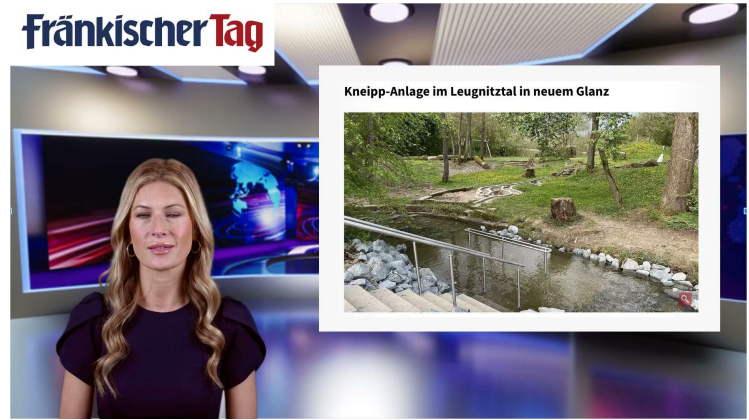 Fränkischer Tag
Kneipp-Anlage im Leugnitztal in neuem Glanz